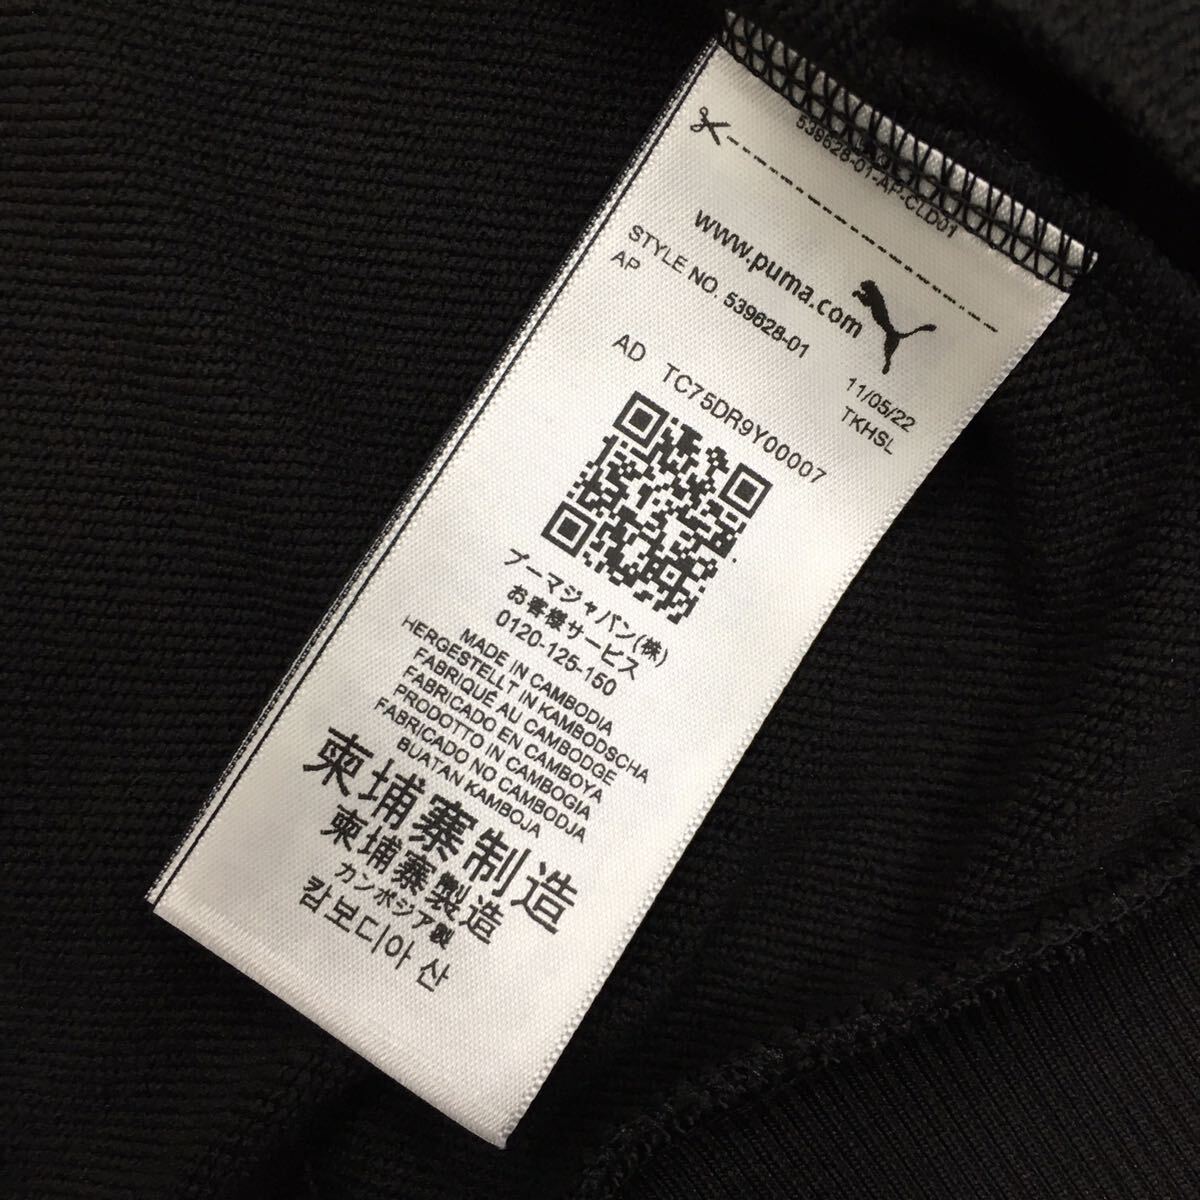 539628-01-AP-CLD01
www.puma.com
STYLE NO. 539628-01
AP
11/05/22
TKHSL
AD TC75DR9Y00007
プーマジャパン(株)
お客様サービス
0120-125-150
MADE IN CAMBODIA
HERGESTELLT IN KAMBODSCHA
FABRIQUÉ AU CAMBODGE
FABRICADO EN CAMBOYA
PRODOTTO IN CAMBOGIA
FABRICADO NO CAMBODJA
BUATAN KAMBOJA
柬埔寨制造
柬埔寨製造
カンボジア製
캄보디아 산